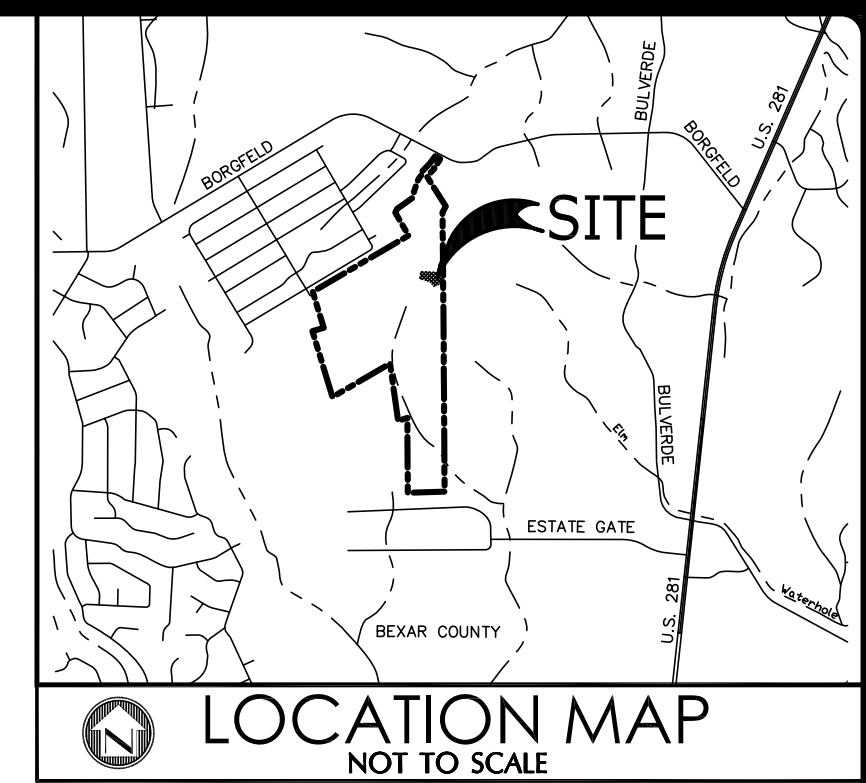 BULVERDE
U.S. 281
BORGFELD
BORGFELD
SITE
BULVERDE
Elm
ESTATE GATE
U.S. 281
Waterhole
BEXAR COUNTY
N
LOCATION MAP
NOT TO SCALE